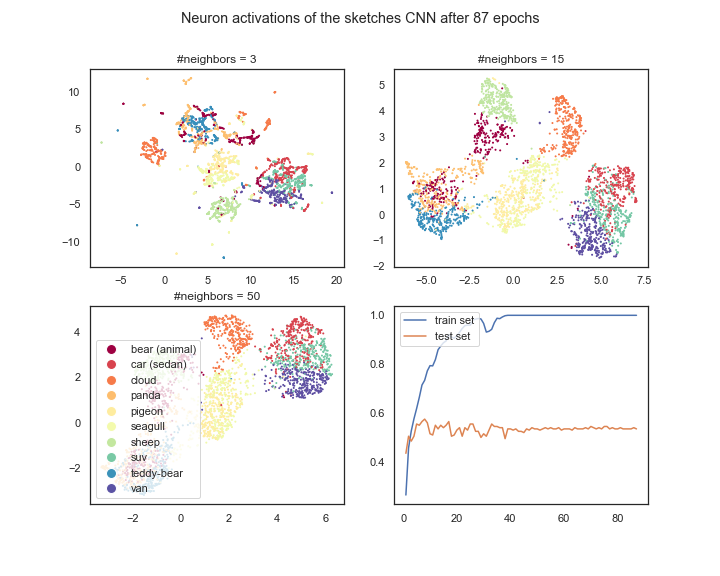 Neuron activations of the sketches CNN after 87 epochs
#neighbors = 3
10
5
0
−5
−10
−5
0
5
10
15
20
#neighbors = 15
5
4
3
2
1
0
−1
−2
−5.0
−2.5
0.0
2.5
5.0
7.5
#neighbors = 50
4
2
0
−2
−2
0
2
4
6
bear (animal)
car (sedan)
cloud
panda
pigeon
seagull
sheep
suv
teddy-bear
van
train set
test set
1.0
0.8
0.6
0.4
0
20
40
60
80